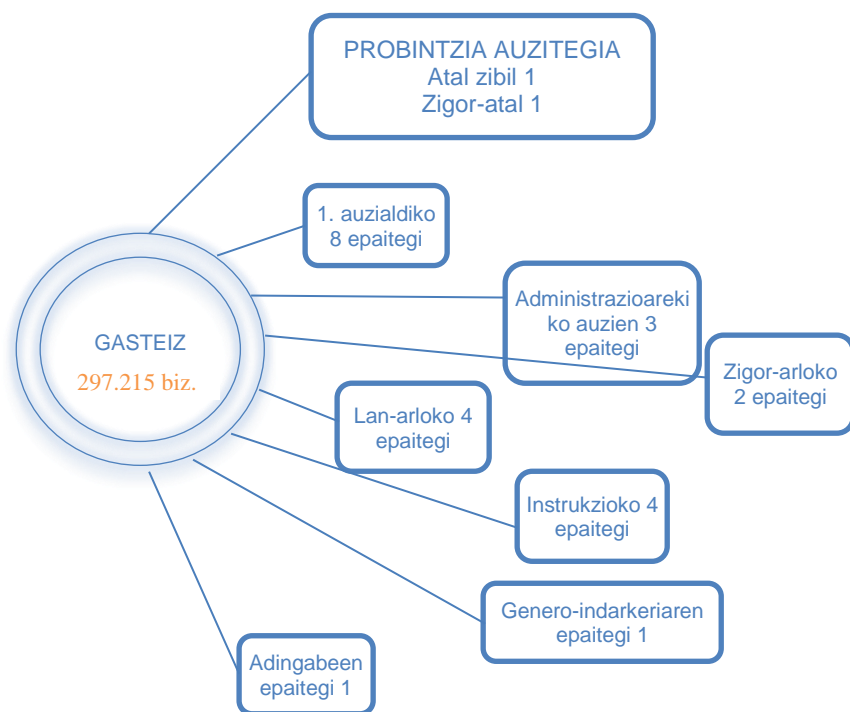 PROBINTZIA AUZITEGIA
Atal zibil 1
Zigor-atal 1
1. auzialdiko
8 epaitegi
Administrazioareki
ko auzien 3
epaitegi
GASTEIZ
297.215 biz.
Zigor-arloko
2 epaitegi
Lan-arloko 4
epaitegi
Instrukzioko 4
epaitegi
Genero-indarkeriaren
epaitegi 1
Adingabeen
epaitegi 1